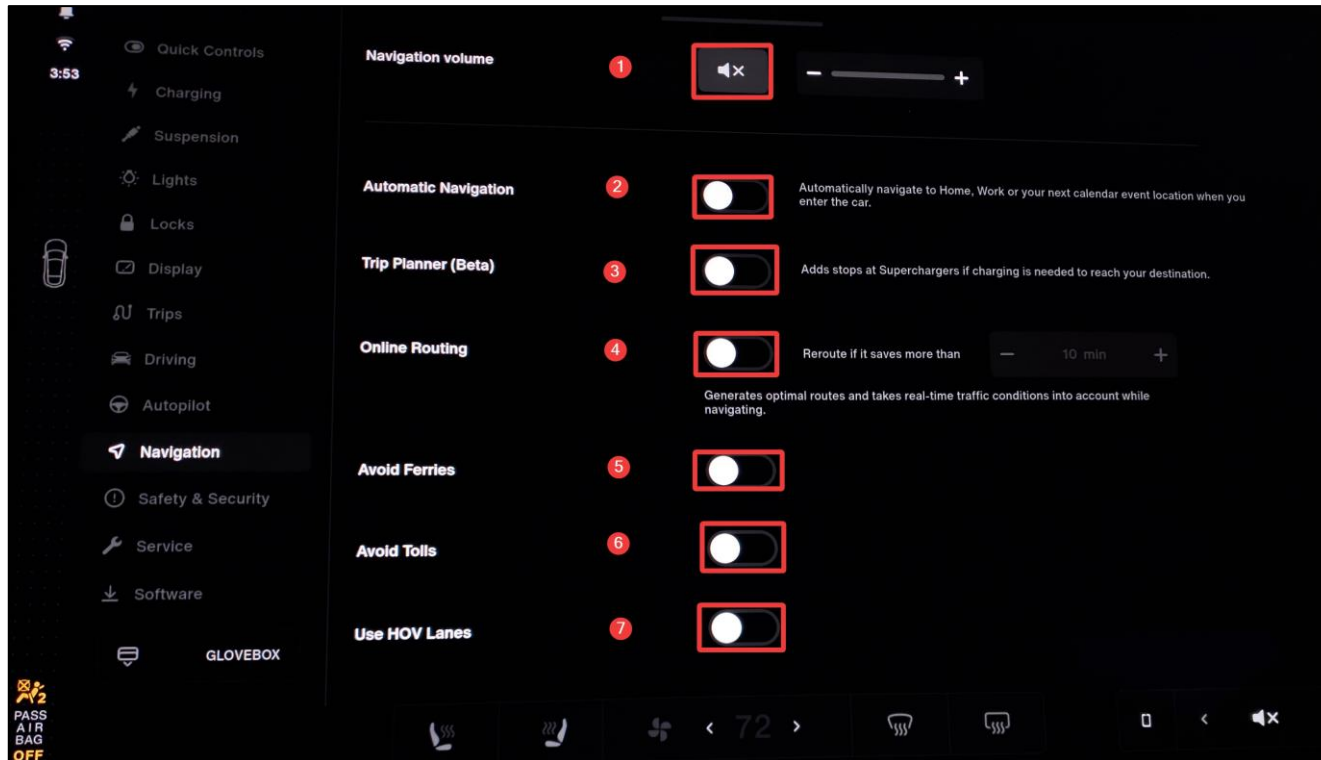 3:53
Quick Controls
Charging
Suspension
Lights
Locks
Display
Trips
Driving
Autopilot
Navigation
Safety & Security
Service
Software
GLOVEBOX
Navigation volume
1
- +
Automatic Navigation
2
Automatically navigate to Home, Work or your next calendar event location when you
enter the car.
Trip Planner (Beta)
3
Adds stops at Superchargers if charging is needed to reach your destination.
Online Routing
4
Reroute if it saves more than
- 10 min +
Generates optimal routes and takes real-time traffic conditions into account while
navigating.
Avoid Ferries
5
Avoid Tolls
6
Use HOV Lanes
7
2
PASS
AIR
BAG
OFF
< 72 >
<